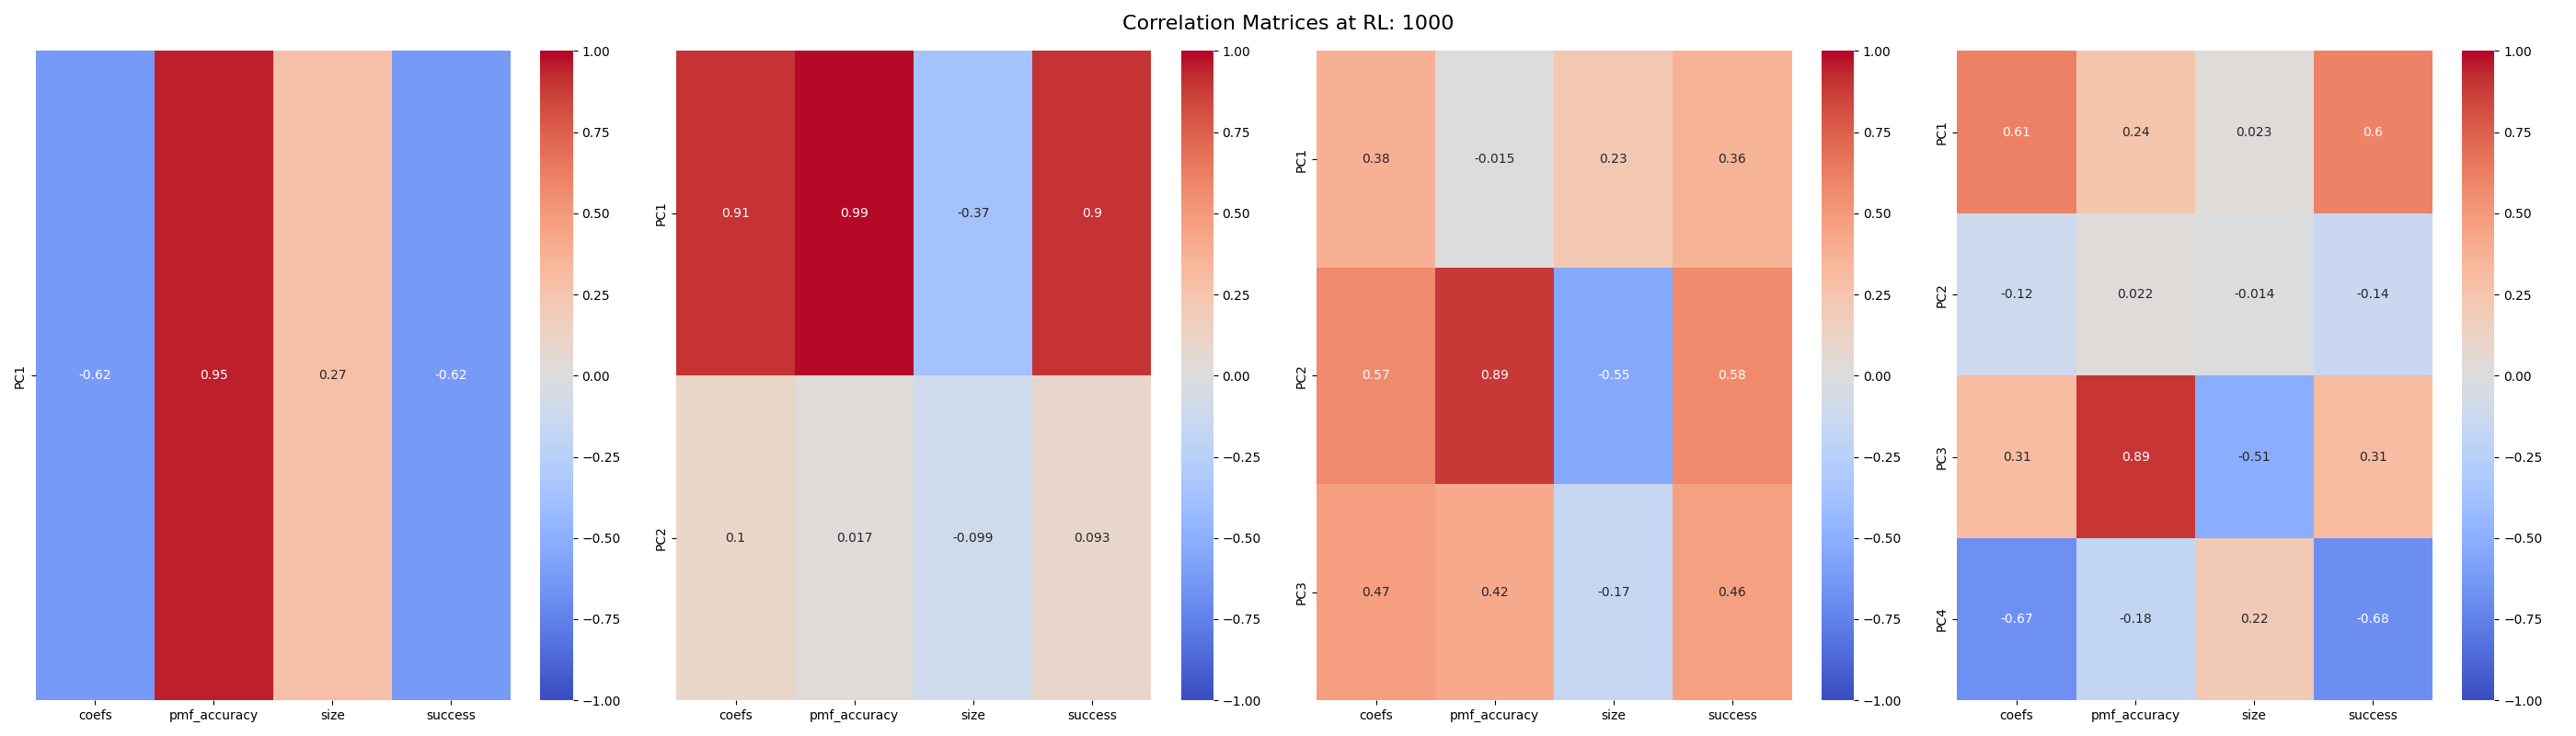 Correlation Matrices at RL: 1000
PC1
-0.62 0.95 0.27 -0.62
coefs pmf_accuracy size success
1.00
0.75
0.50
0.25
0.00
−0.25
−0.50
−0.75
−1.00
PC1
0.91 0.99 -0.37 0.9
PC2
0.1 0.017 -0.099 0.093
coefs pmf_accuracy size success
1.00
0.75
0.50
0.25
0.00
−0.25
−0.50
−0.75
−1.00
PC1
0.38 -0.015 0.23 0.36
PC2
0.57 0.89 -0.55 0.58
PC3
0.47 0.42 -0.17 0.46
coefs pmf_accuracy size success
1.00
0.75
0.50
0.25
0.00
−0.25
−0.50
−0.75
−1.00
PC1
0.61 0.24 0.023 0.6
PC2
-0.12 0.022 -0.014 -0.14
PC3
0.31 0.89 -0.51 0.31
PC4
-0.67 -0.18 0.22 -0.68
coefs pmf_accuracy size success
1.00
0.75
0.50
0.25
0.00
−0.25
−0.50
−0.75
−1.00